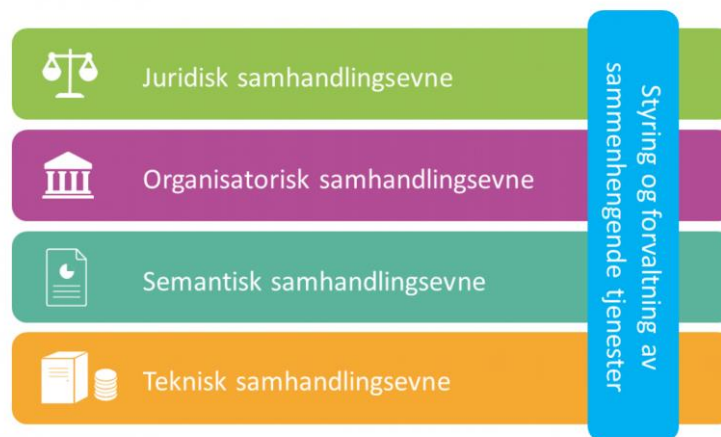 Juridisk samhandlingsevne
Organisatorisk samhandlingsevne
Semantisk samhandlingsevne
Teknisk samhandlingsevne
Styring og forvaltning av
sammenhengende tjenester